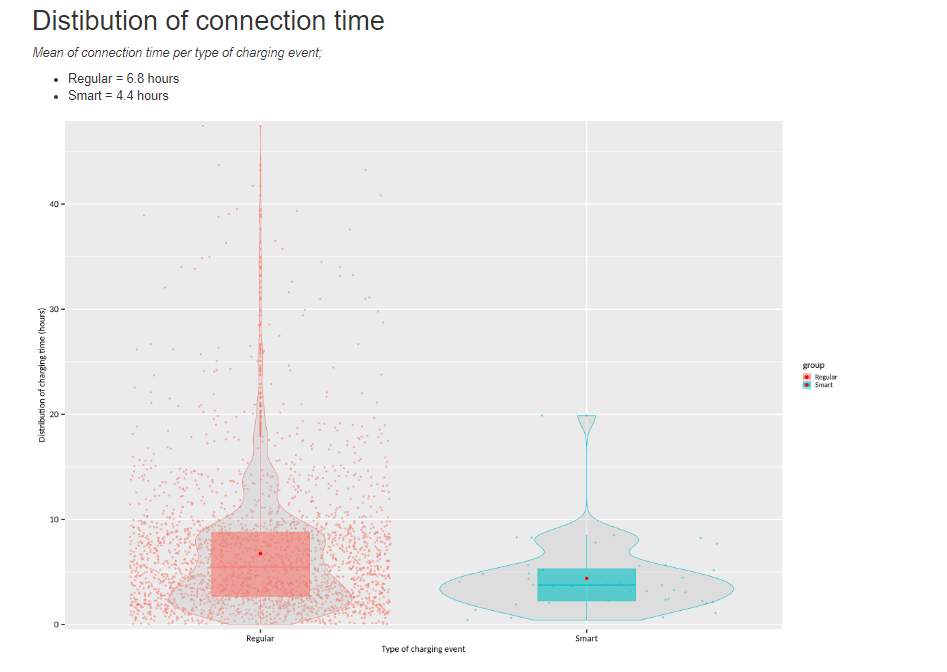 Distibution of connection time
Mean of connection time per type of charging event;
Regular = 6.8 hours
Smart = 4.4 hours
40
30
20
10
0
Distribution of charging time (hours)
Regular
Smart
Type of charging event
group
Regular
Smart